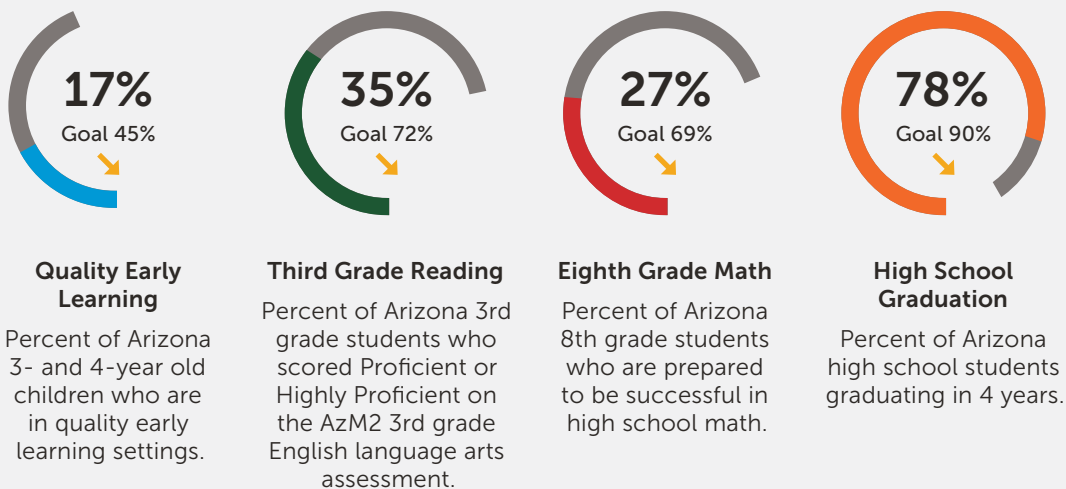 17%
Goal 45%
Quality Early
Learning
Percent of Arizona
3- and 4-year old
children who are
in quality early
learning settings.
35%
Goal 72%
Third Grade Reading
Percent of Arizona 3rd
grade students who
scored Proficient or
Highly Proficient on
the AzM2 3rd grade
English language arts
assessment.
27%
Goal 69%
Eighth Grade Math
Percent of Arizona
8th grade students
who are prepared
to be successful in
high school math.
78%
Goal 90%
High School
Graduation
Percent of Arizona
high school students
graduating in 4 years.